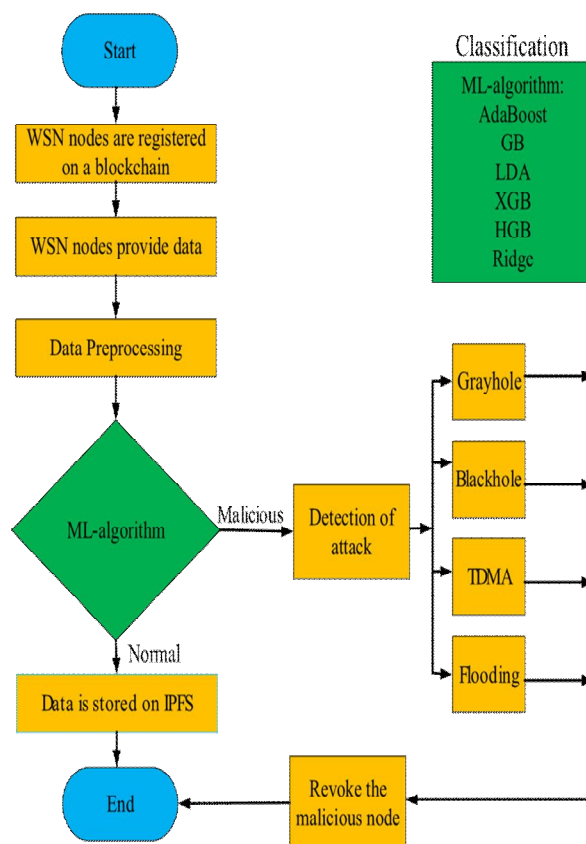 Start
WSN nodes are registered
on a blockchain
WSN nodes provide data
Data Preprocessing
ML-algorithm
Malicious
Normal
Data is stored on IPFS
End
Classification
ML-algorithm:
AdaBoost
GB
LDA
XGB
HGB
Ridge
Detection of
attack
Grayhole
Blackhole
TDMA
Flooding
Revoke the
malicious node